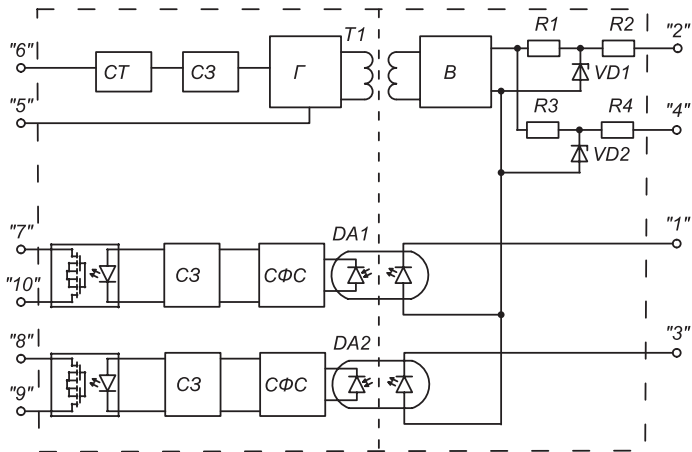 T1 R1 R2
"6" "2"
СТ СЗ Г В VD1
"5" R3 R4 "4"
VD2
"7" DA1 "1"
СЗ СФС
"10"
"8" DA2 "3"
СЗ СФС
"9"